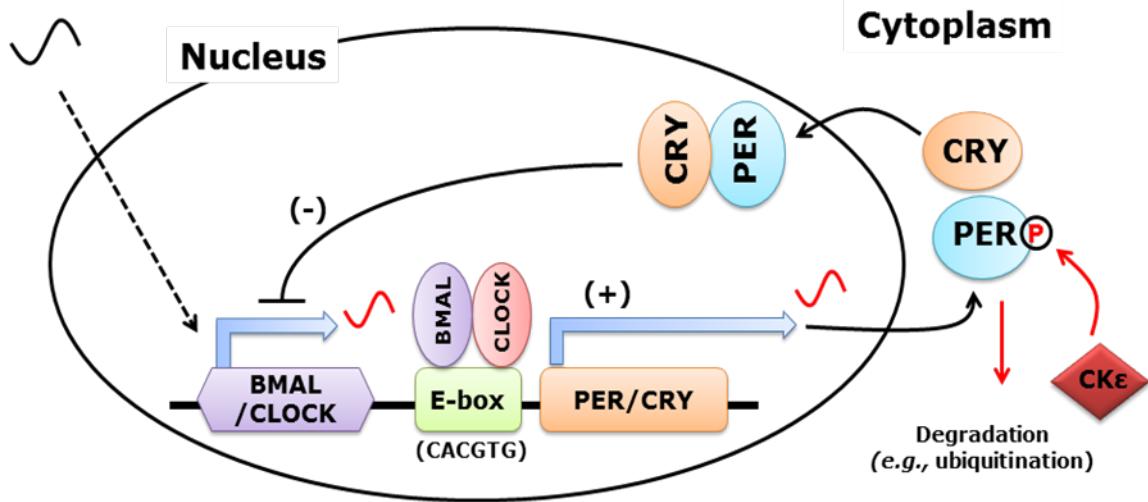 Nucleus
Cytoplasm
CRY
PER
CRY
PER
P
(-)
(+)
BMAL
CLOCK
BMAL
/CLOCK
E-box
PER/CRY
(CACGTG)
CKε
Degradation
(e.g., ubiquitination)